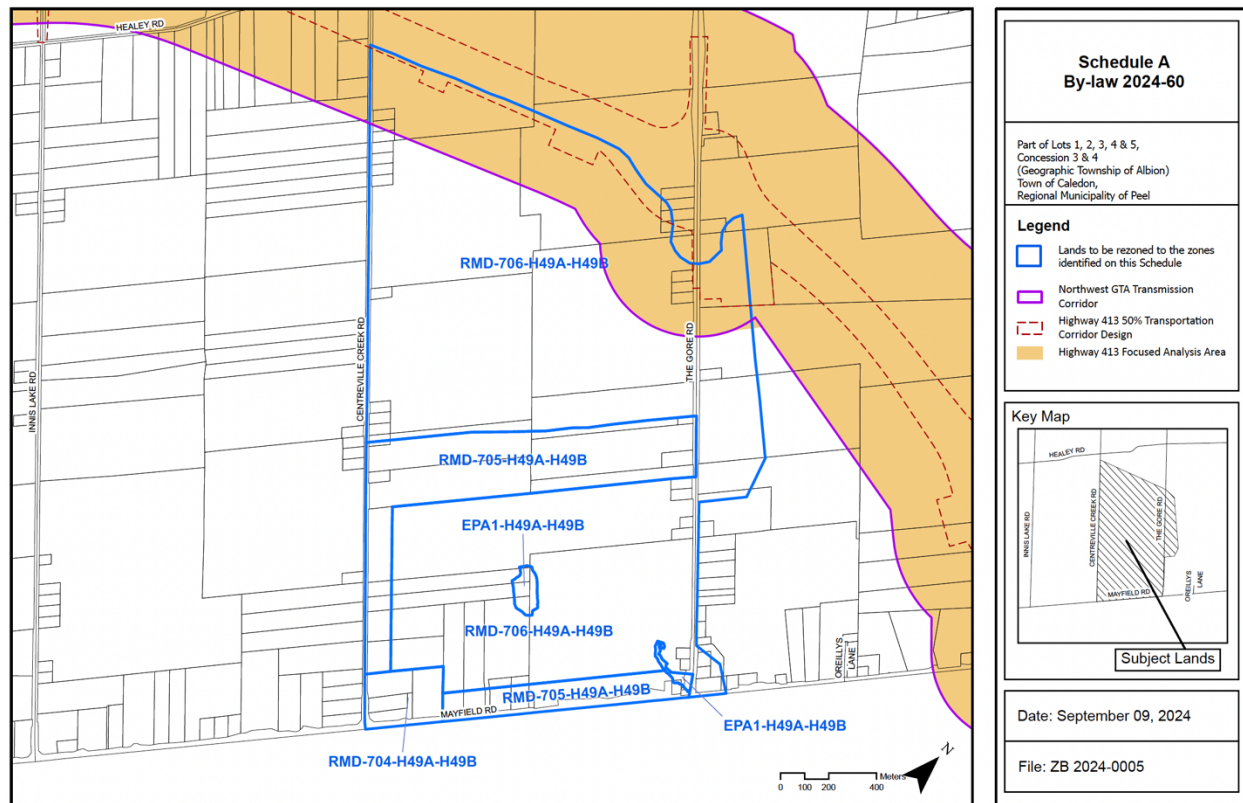 HEALEY RD
RMD-706-H49A-H49B
THE GORE RD
CENTREVILLE CREEK RD
INNIS LAKE RD
RMD-705-H49A-H49B
EPA1-H49A-H49B
RMD-706-H49A-H49B
OREILLYS
LANE
RMD-705-H49A-H49B
MAYFIELD RD
EPA1-H49A-H49B
RMD-704-H49A-H49B
N
0 100 200 400
Meters
Schedule A
By-law 2024-60
Part of Lots 1, 2, 3, 4 & 5,
Concession 3 & 4
(Geographic Township of Albion)
Town of Caledon,
Regional Municipality of Peel
Legend
Lands to be rezoned to the zones
identified on this Schedule
Northwest GTA Transmission
Corridor
Highway 413 50% Transportation
Corridor Design
Highway 413 Focused Analysis Area
Key Map
HEALEY RD
INNIS LAKE RD
CENTREVILLE CREEK RD
THE GORE RD
MAYFIELD RD
OREILLYS
LANE
Subject Lands
Date: September 09, 2024
File: ZB 2024-0005